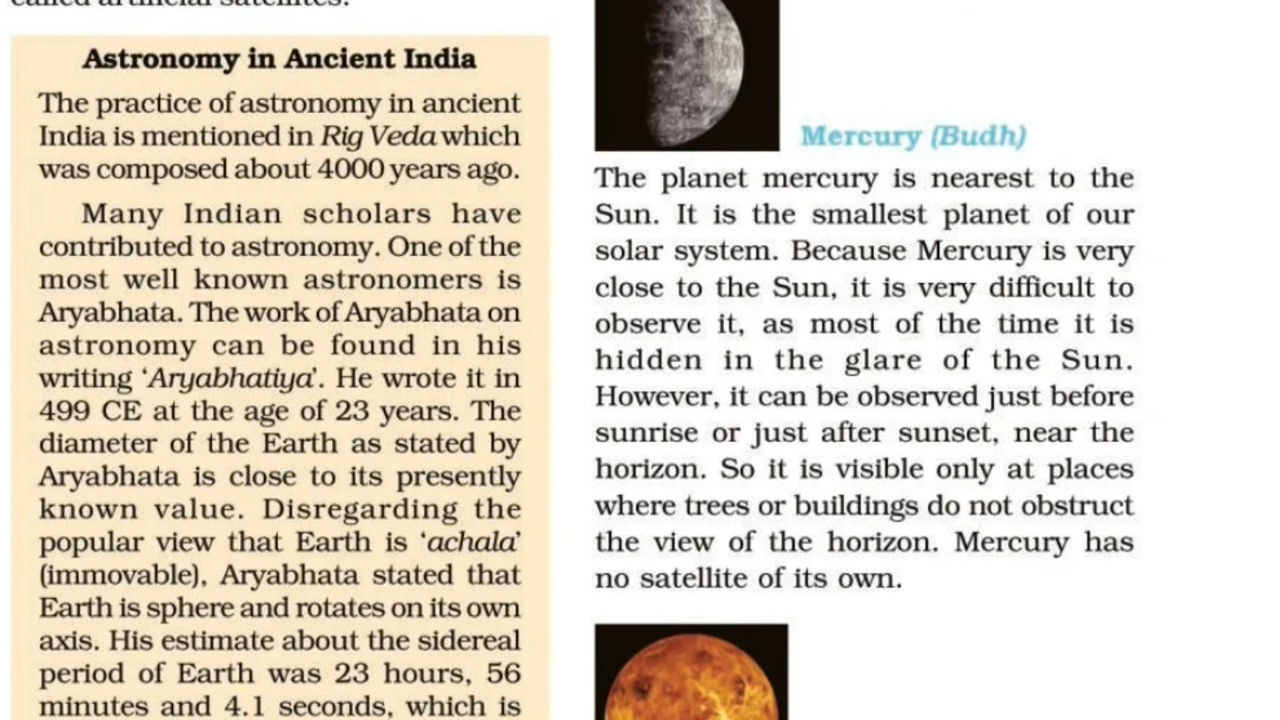 called artificial satellites.
Astronomy in Ancient India
The practice of astronomy in ancient
India is mentioned in Rig Veda which
was composed about 4000 years ago.
Many Indian scholars have
contributed to astronomy. One of the
most well known astronomers is
Aryabhata. The work of Aryabhata on
astronomy can be found in his
writing ‘Aryabhatiya’. He wrote it in
499 CE at the age of 23 years. The
diameter of the Earth as stated by
Aryabhata is close to its presently
known value. Disregarding the
popular view that Earth is ‘achala’
(immovable), Aryabhata stated that
Earth is sphere and rotates on its own
axis. His estimate about the sidereal
period of Earth was 23 hours, 56
minutes and 4.1 seconds, which is
Mercury (Budh)
The planet mercury is nearest to the
Sun. It is the smallest planet of our
solar system. Because Mercury is very
close to the Sun, it is very difficult to
observe it, as most of the time it is
hidden in the glare of the Sun.
However, it can be observed just before
sunrise or just after sunset, near the
horizon. So it is visible only at places
where trees or buildings do not obstruct
the view of the horizon. Mercury has
no satellite of its own.